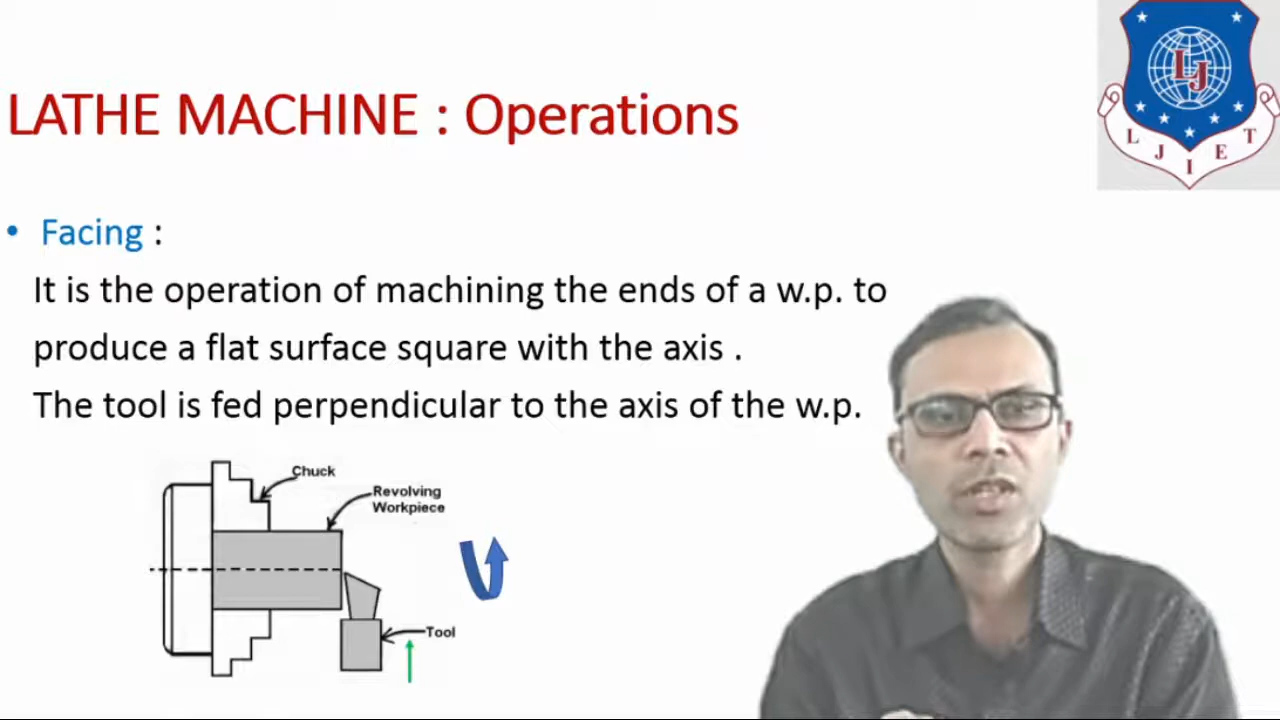 LATHE MACHINE : Operations
LJ
L J I E T
• Facing :
It is the operation of machining the ends of a w.p. to
produce a flat surface square with the axis .
The tool is fed perpendicular to the axis of the w.p.
Chuck
Revolving
Workpiece
Tool